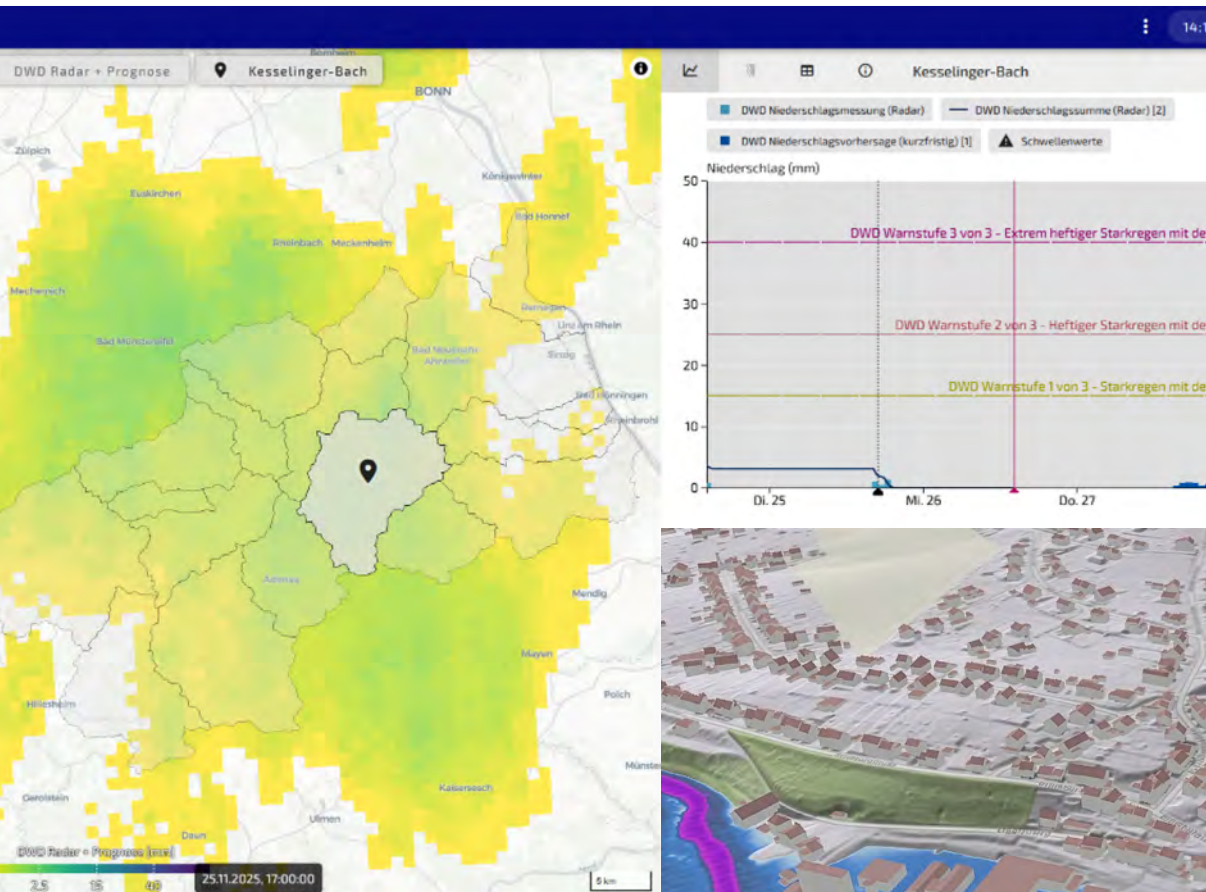 14:1
DWD Radar + Prognose
Kesselinger-Bach
Bornheim
BONN
Zülpich
Königswinter
Euskirchen
Bad Honnef
Rheinbach
Meckenheim
Mechernich
Remagen
Linz am Rhein
Bad Münstereifel
Bad Neuenahr-
Ahrweiler
Sinzig
Bad Hönningen
Rheinbrohl
Adenau
Mendig
Mayen
Polch
Hillesheim
Münste
Kaisersesch
Gerolstein
Ulmen
Daun
DWD Radar + Prognose [mm]
2.5
15
40
25.11.2025, 17:00:00
5 km
Kesselinger-Bach
DWD Niederschlagsmessung (Radar)
DWD Niederschlagssumme (Radar) [2]
DWD Niederschlagsvorhersage (kurzfristig) [1]
Schwellenwerte
Niederschlag (mm)
50
DWD Warnstufe 3 von 3 - Extrem heftiger Starkregen mit de
40
30
DWD Warnstufe 2 von 3 - Heftiger Starkregen mit de
20
DWD Warnstufe 1 von 3 - Starkregen mit de
10
0
Di. 25
Mi. 26
Do. 27